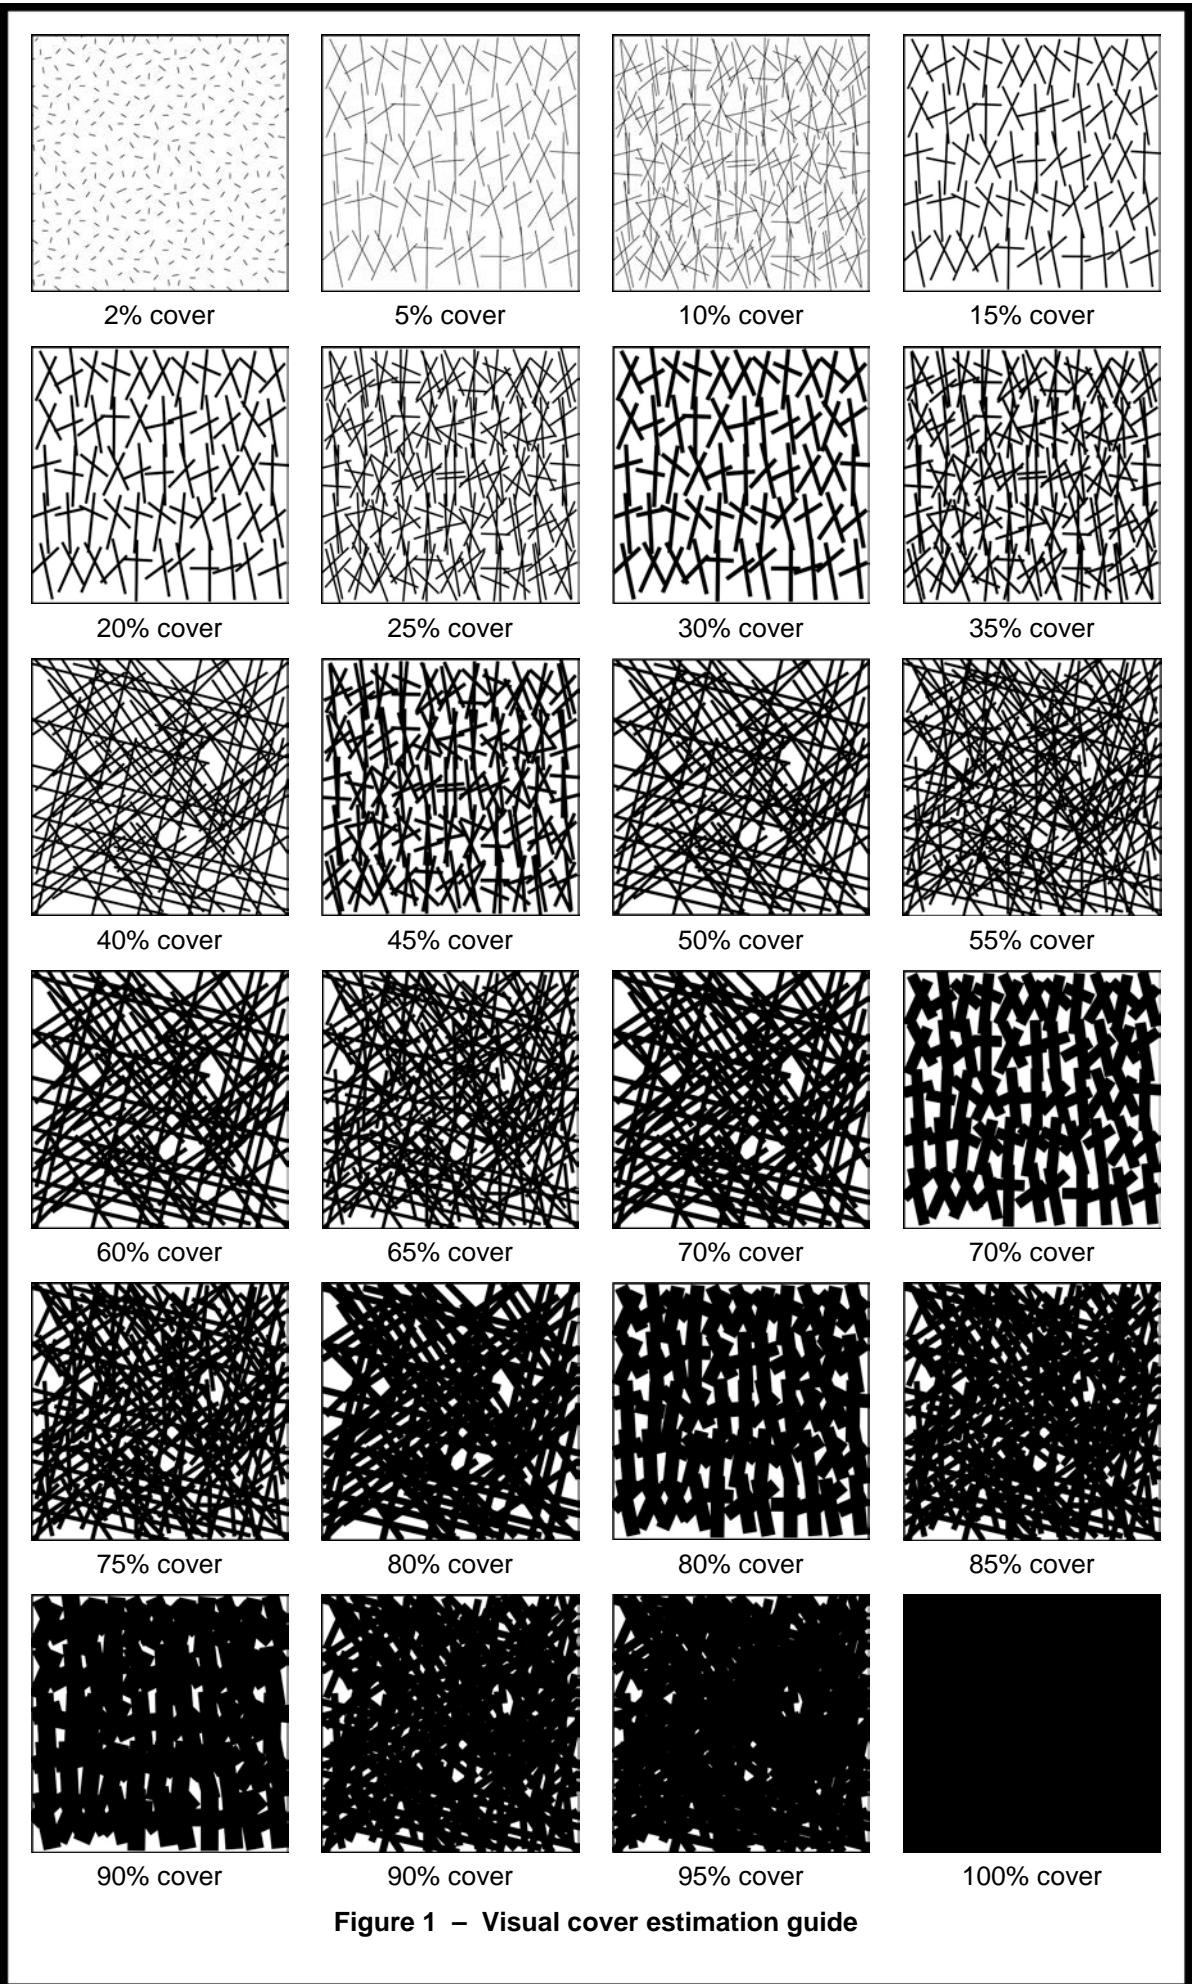 2% cover
5% cover
10% cover
15% cover
20% cover
25% cover
30% cover
35% cover
40% cover
45% cover
50% cover
55% cover
60% cover
65% cover
70% cover
70% cover
75% cover
80% cover
80% cover
85% cover
90% cover
90% cover
95% cover
100% cover
Figure 1 – Visual cover estimation guide